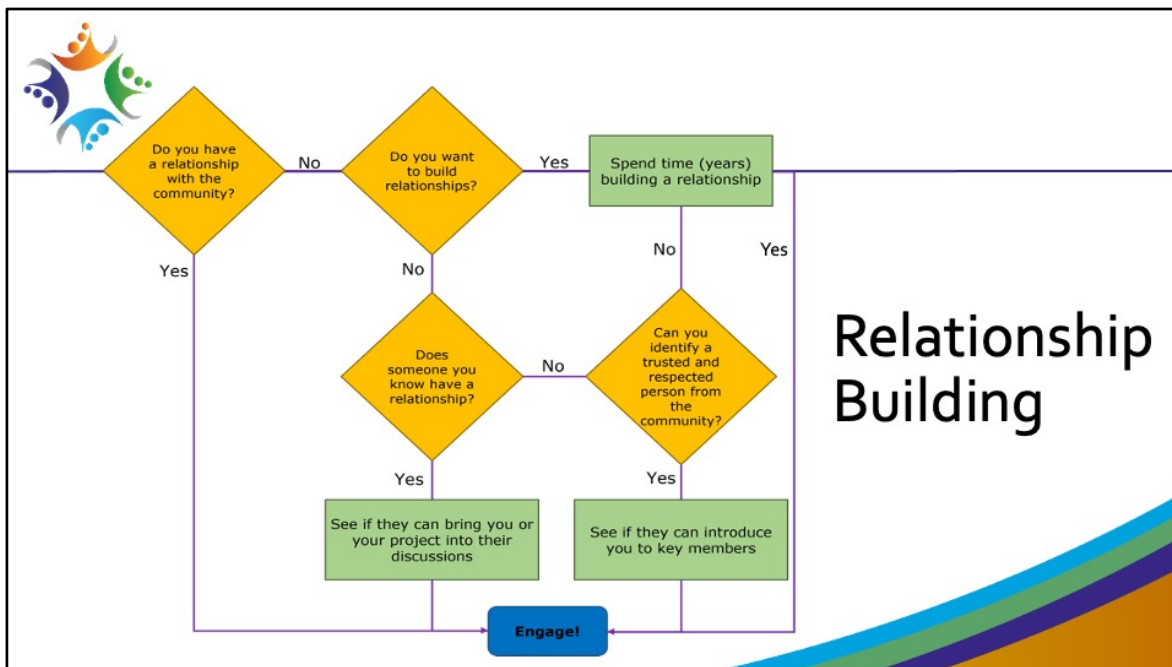 Do you have
a relationship
with the
community?
No
Do you want
to build
relationships?
Yes
Spend time (years)
building a relationship
Yes
No
No
Yes
Does
someone you
know have a
relationship?
No
Can you
identify a
trusted and
respected
person from
the
community?
Relationship
Building
Yes
Yes
See if they can bring you or
your project into their
discussions
See if they can introduce
you to key members
Engage!